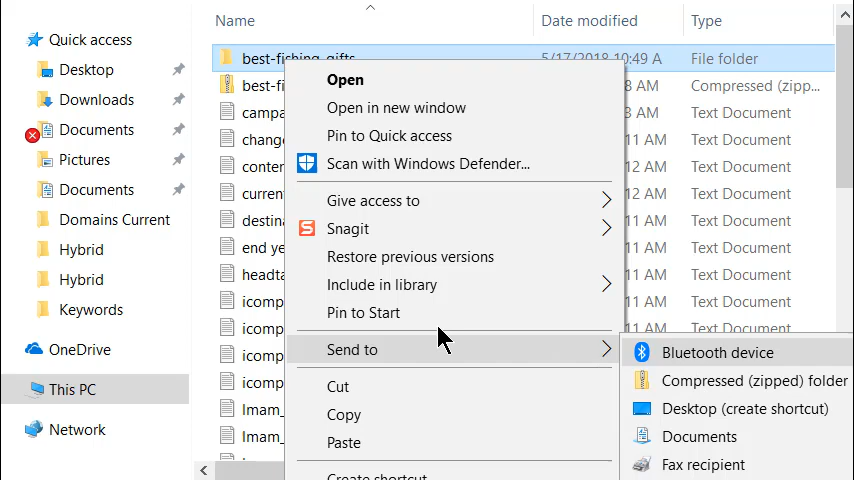 Name Date modified Type
Quick access
Desktop
Downloads
Documents
Pictures
Documents
Domains Current
Hybrid
Hybrid
Keywords
OneDrive
This PC
Network
best-fishing gifts 5/17/2018 10:49 A File folder
best-fi 8 AM Compressed (zipp...
campa 3 AM Text Document
change 11 AM Text Document
conter 12 AM Text Document
current 12 AM Text Document
destina 11 AM Text Document
end ye 11 AM Text Document
headta 11 AM Text Document
icomp 11 AM Text Document
icomp 11 AM Text Document
icomp
icomp
Imam_
Imam_
Open
Open in new window
Pin to Quick access
Scan with Windows Defender...
Give access to
Snagit
Restore previous versions
Include in library
Pin to Start
Send to
Cut
Copy
Paste
Create shortcut
Bluetooth device
Compressed (zipped) folder
Desktop (create shortcut)
Documents
Fax recipient